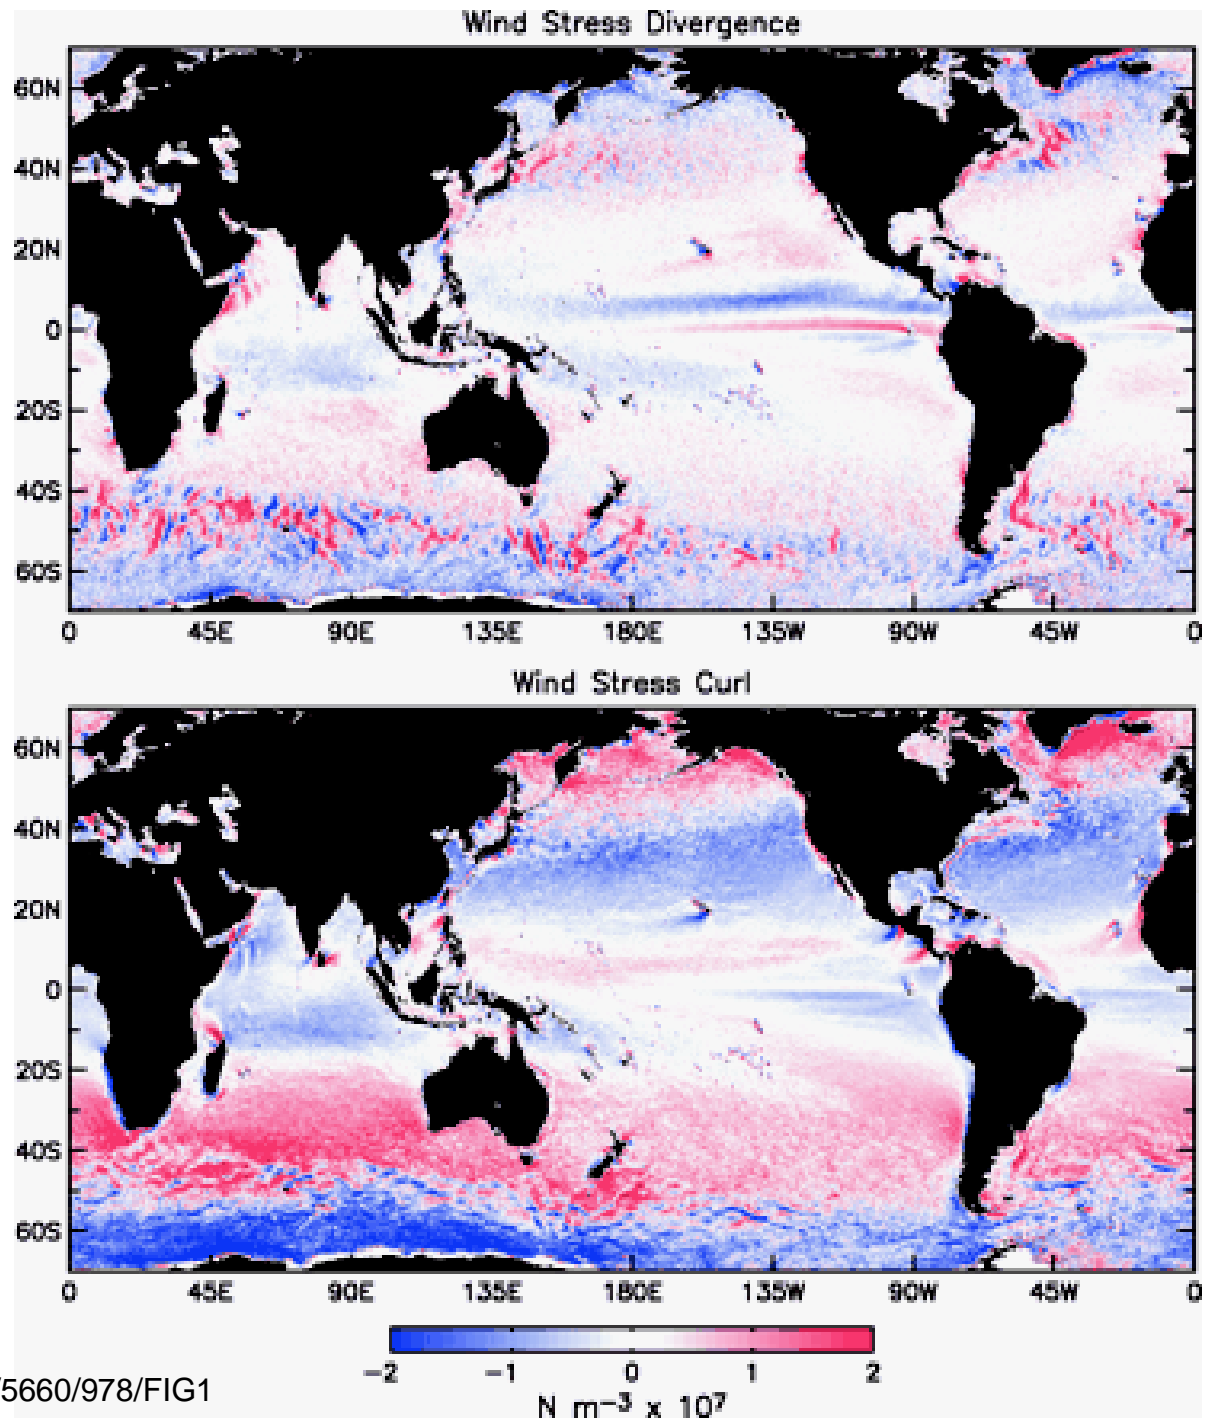 Wind Stress Divergence
60N
40N
20N
0
20S
40S
60S
0 45E 90E 135E 180E 135W 90W 45W 0
Wind Stress Curl
60N
40N
20N
0
20S
40S
60S
0 45E 90E 135E 180E 135W 90W 45W 0
−2 −1 0 1 2
N m⁻³ x 10⁷
/5660/978/FIG1